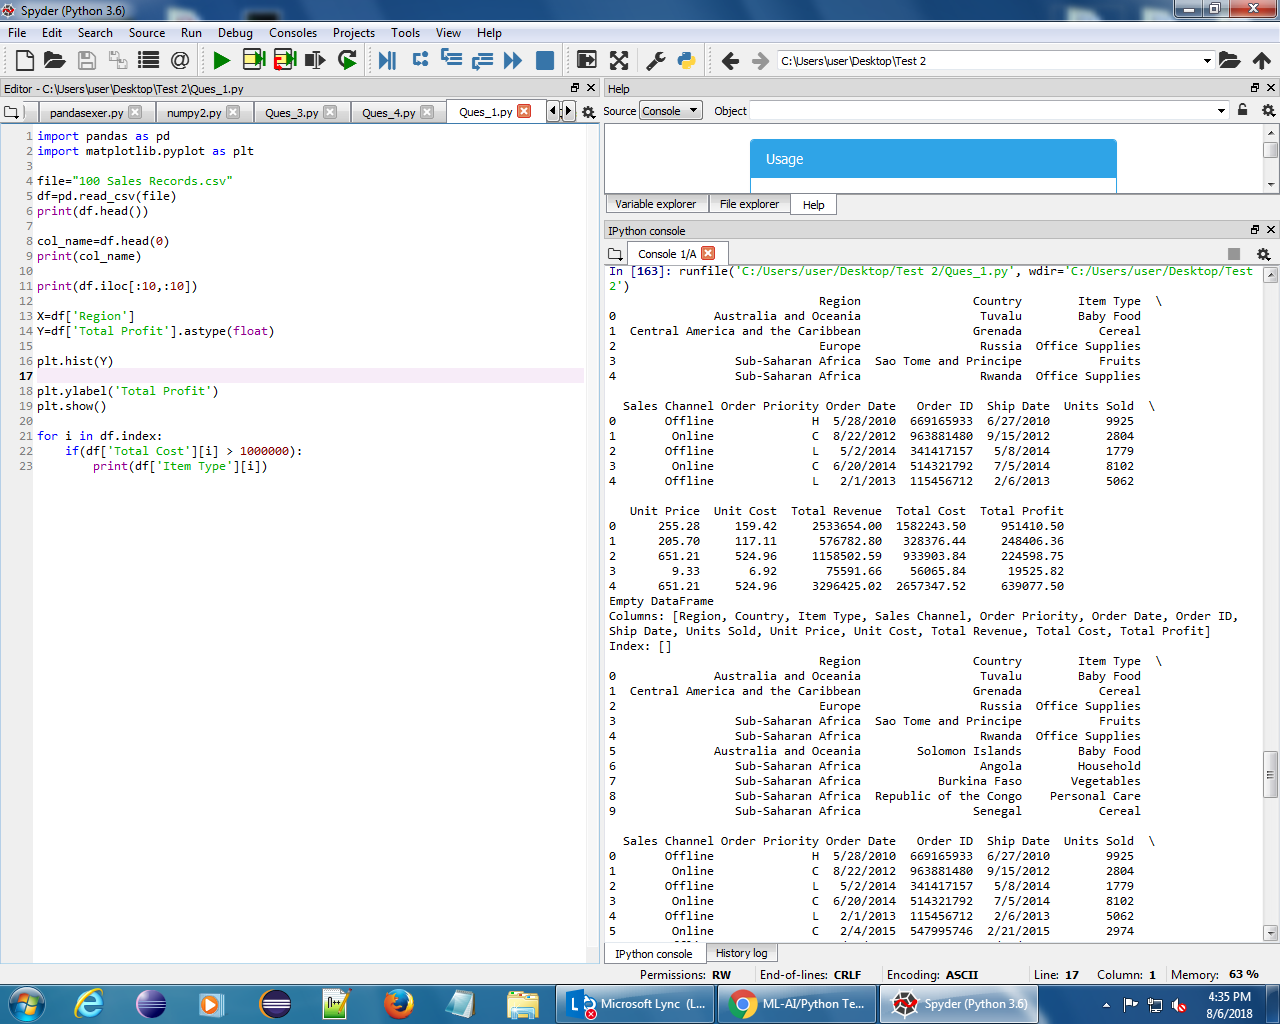 Spyder (Python 3.6)
File Edit Search Source Run Debug Consoles Projects Tools View Help
C:\Users\user\Desktop\Test 2
Editor - C:\Users\user\Desktop\Test 2\Ques_1.py
pandasexer.py numpy2.py Ques_3.py Ques_4.py Ques_1.py
1 import pandas as pd
2 import matplotlib.pyplot as plt
3
4 file="100 Sales Records.csv"
5 df=pd.read_csv(file)
6 print(df.head())
7
8 col_name=df.head(0)
9 print(col_name)
10
11 print(df.iloc[:10,:10])
12
13 X=df['Region']
14 Y=df['Total Profit'].astype(float)
15
16 plt.hist(Y)
17
18 plt.ylabel('Total Profit')
19 plt.show()
20
21 for i in df.index:
22     if(df['Total Cost'][i] > 1000000):
23         print(df['Item Type'][i])
Help
Source Console Object
Usage
Variable explorer File explorer Help
IPython console
Console 1/A
In [163]: runfile('C:/Users/user/Desktop/Test 2/Ques_1.py', wdir='C:/Users/user/Desktop/Test
2')
Region Country Item Type \
0 Australia and Oceania Tuvalu Baby Food
1 Central America and the Caribbean Grenada Cereal
2 Europe Russia Office Supplies
3 Sub-Saharan Africa Sao Tome and Principe Fruits
4 Sub-Saharan Africa Rwanda Office Supplies
Sales Channel Order Priority Order Date Order ID Ship Date Units Sold \
0 Offline H 5/28/2010 669165933 6/27/2010 9925
1 Online C 8/22/2012 963881480 9/15/2012 2804
2 Offline L 5/2/2014 341417157 5/8/2014 1779
3 Online C 6/20/2014 514321792 7/5/2014 8102
4 Offline L 2/1/2013 115456712 2/6/2013 5062
Unit Price Unit Cost Total Revenue Total Cost Total Profit
0 255.28 159.42 2533654.00 1582243.50 951410.50
1 205.70 117.11 576782.80 328376.44 248406.36
2 651.21 524.96 1158502.59 933903.84 224598.75
3 9.33 6.92 75591.66 56065.84 19525.82
4 651.21 524.96 3296425.02 2657347.52 639077.50
Empty DataFrame
Columns: [Region, Country, Item Type, Sales Channel, Order Priority, Order Date, Order ID,
Ship Date, Units Sold, Unit Price, Unit Cost, Total Revenue, Total Cost, Total Profit]
Index: []
Region Country Item Type \
0 Australia and Oceania Tuvalu Baby Food
1 Central America and the Caribbean Grenada Cereal
2 Europe Russia Office Supplies
3 Sub-Saharan Africa Sao Tome and Principe Fruits
4 Sub-Saharan Africa Rwanda Office Supplies
5 Australia and Oceania Solomon Islands Baby Food
6 Sub-Saharan Africa Angola Household
7 Sub-Saharan Africa Burkina Faso Vegetables
8 Sub-Saharan Africa Republic of the Congo Personal Care
9 Sub-Saharan Africa Senegal Cereal
Sales Channel Order Priority Order Date Order ID Ship Date Units Sold \
0 Offline H 5/28/2010 669165933 6/27/2010 9925
1 Online C 8/22/2012 963881480 9/15/2012 2804
2 Offline L 5/2/2014 341417157 5/8/2014 1779
3 Online C 6/20/2014 514321792 7/5/2014 8102
4 Offline L 2/1/2013 115456712 2/6/2013 5062
5 Online C 2/4/2015 547995746 2/21/2015 2974
IPython console History log
Permissions: RW End-of-lines: CRLF Encoding: ASCII Line: 17 Column: 1 Memory: 63 %
Microsoft Lync (L... ML-AI/Python Te... Spyder (Python 3.6)
4:35 PM
8/6/2018